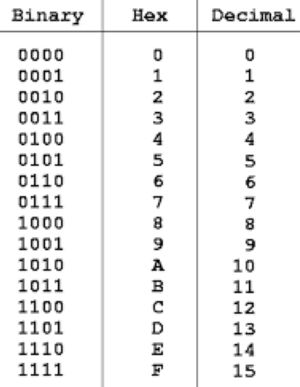 Binary Hex Decimal
0000 0 0
0001 1 1
0010 2 2
0011 3 3
0100 4 4
0101 5 5
0110 6 6
0111 7 7
1000 8 8
1001 9 9
1010 A 10
1011 B 11
1100 C 12
1101 D 13
1110 E 14
1111 F 15